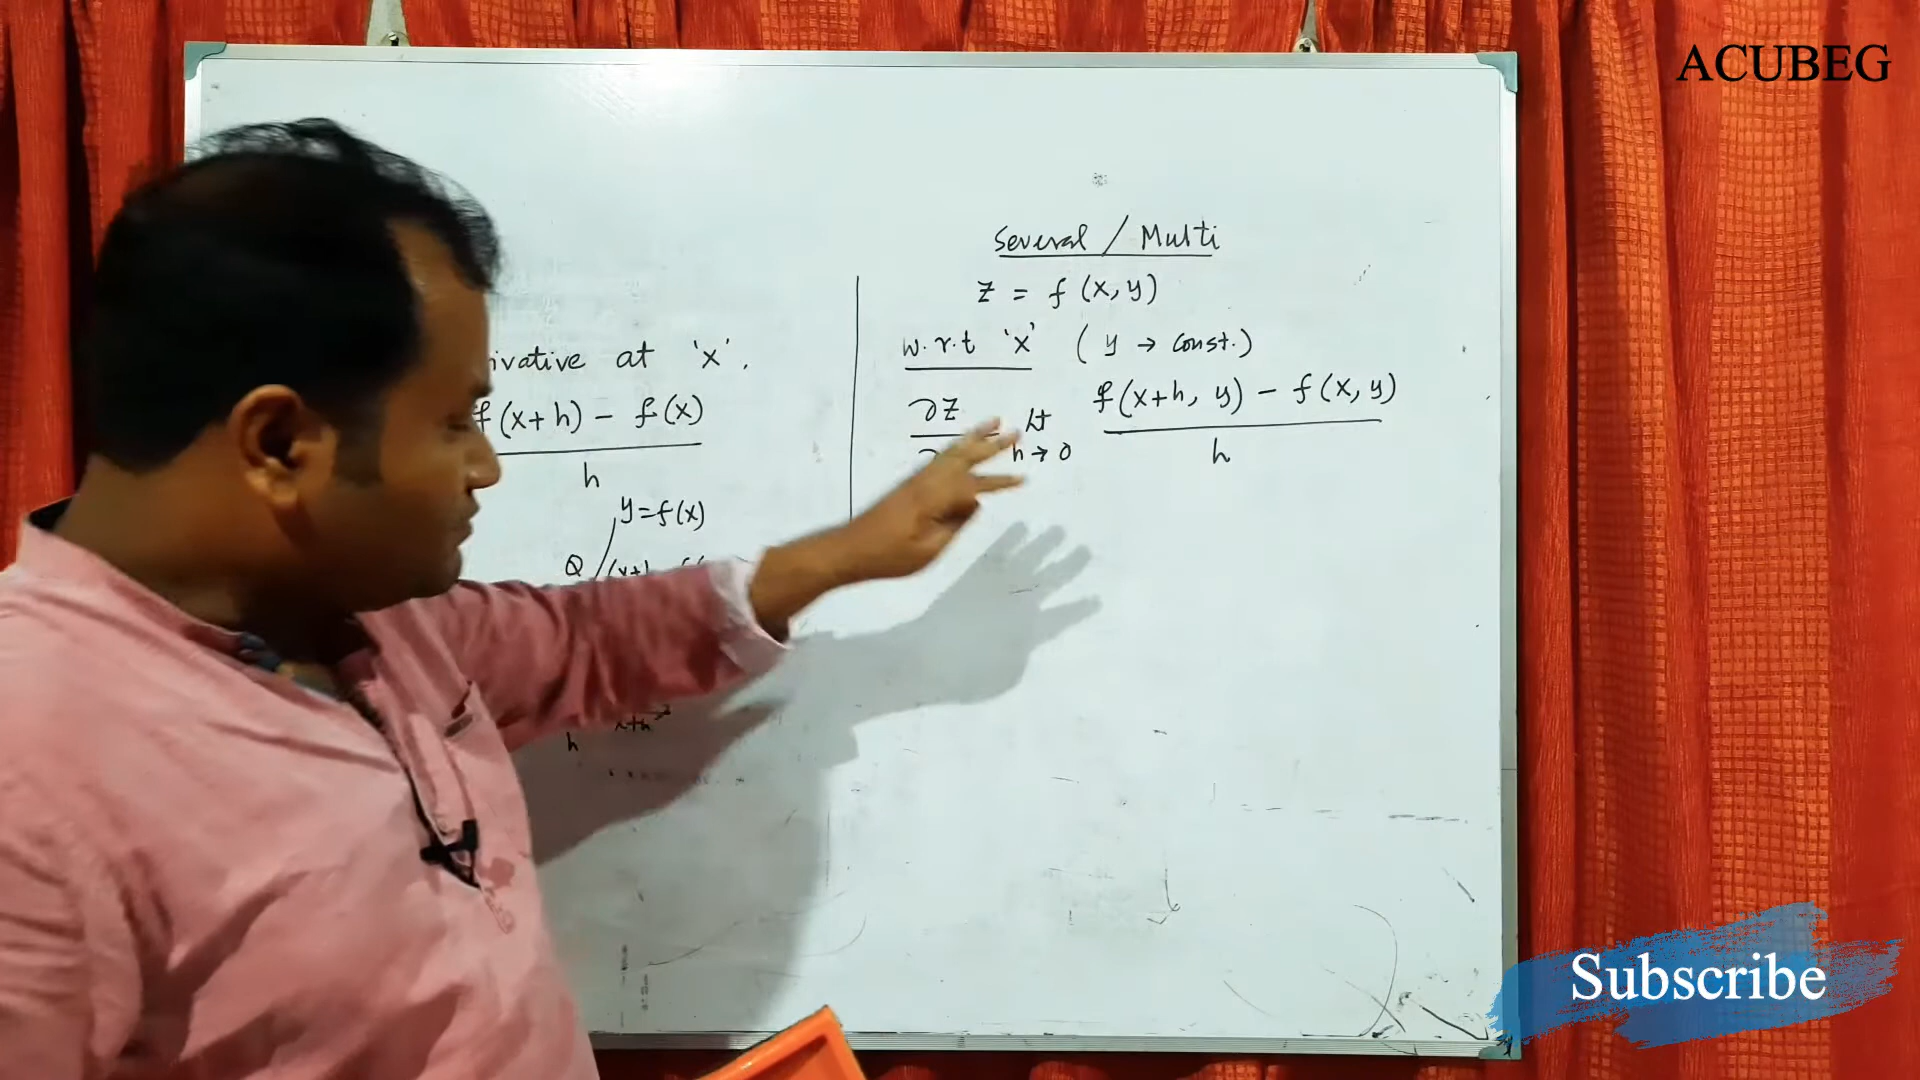 ACUBEG
ivative at 'x'.
f(x+h) - f(x)
h
y=f(x)
Q
x+h
h
Several / Multi
z = f(x,y)
w.r.t 'x' (y → const.)
∂z Lt f(x+h, y) - f(x,y)
h→0 h
Subscribe